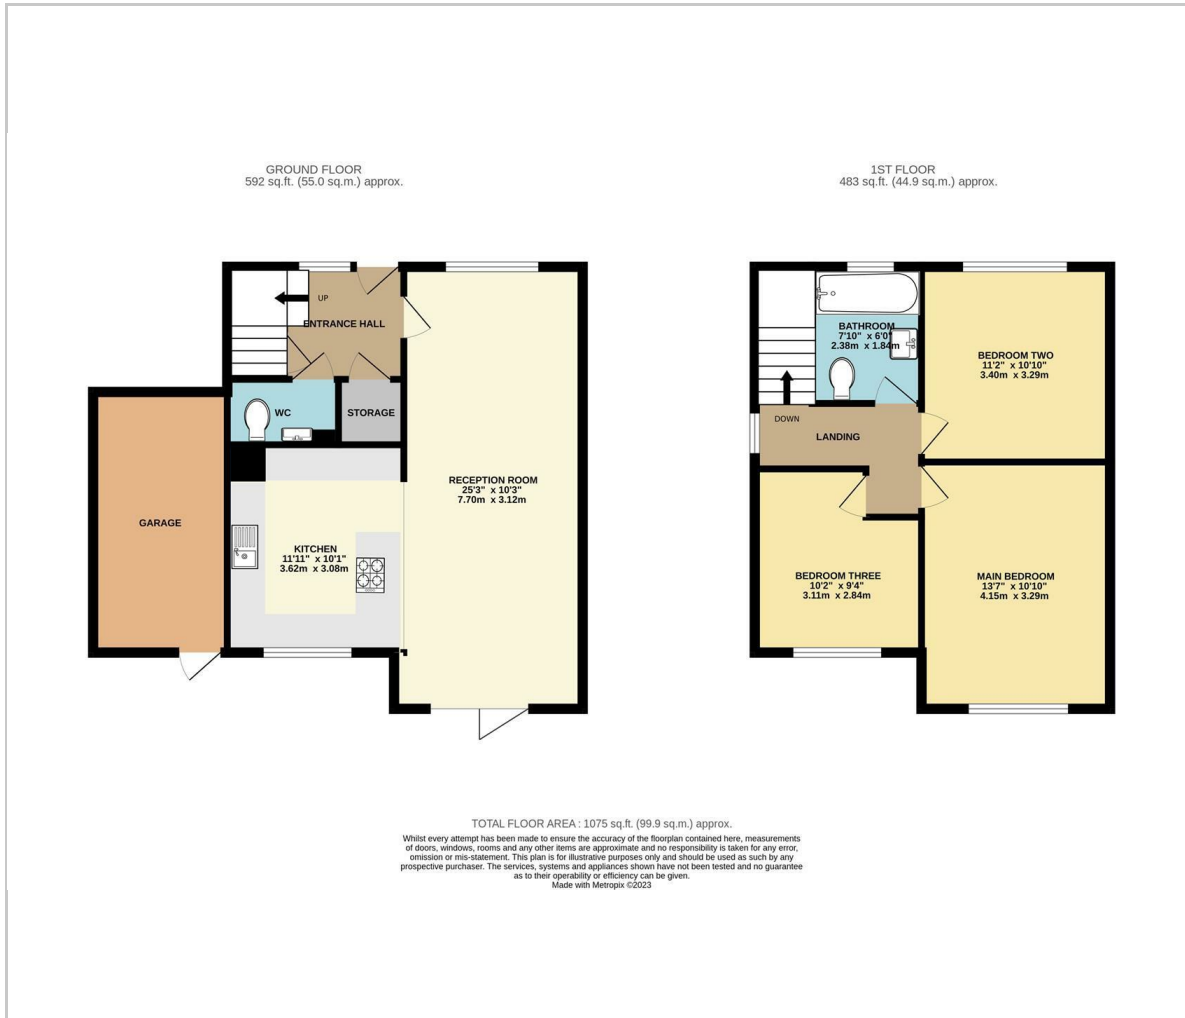 GROUND FLOOR
592 sq.ft. (55.0 sq.m.) approx.
UP
ENTRANCE HALL
WC
STORAGE
GARAGE
RECEPTION ROOM
25'3" x 10'3"
7.70m x 3.12m
KITCHEN
11'11" x 10'1"
3.62m x 3.08m
1ST FLOOR
483 sq.ft. (44.9 sq.m.) approx.
BATHROOM
7'10" x 6'0"
2.38m x 1.84m
BEDROOM TWO
11'2" x 10'10"
3.40m x 3.29m
DOWN
LANDING
BEDROOM THREE
10'2" x 9'4"
3.11m x 2.84m
MAIN BEDROOM
13'7" x 10'10"
4.15m x 3.29m
TOTAL FLOOR AREA : 1075 sq.ft. (99.9 sq.m.) approx.
Whilst every attempt has been made to ensure the accuracy of the floorplan contained here, measurements
of doors, windows, rooms and any other items are approximate and no responsibility is taken for any error,
omission or mis-statement. This plan is for illustrative purposes only and should be used as such by any
prospective purchaser. The services, systems and appliances shown have not been tested and no guarantee
as to their operability or efficiency can be given.
Made with Metropix ©2023